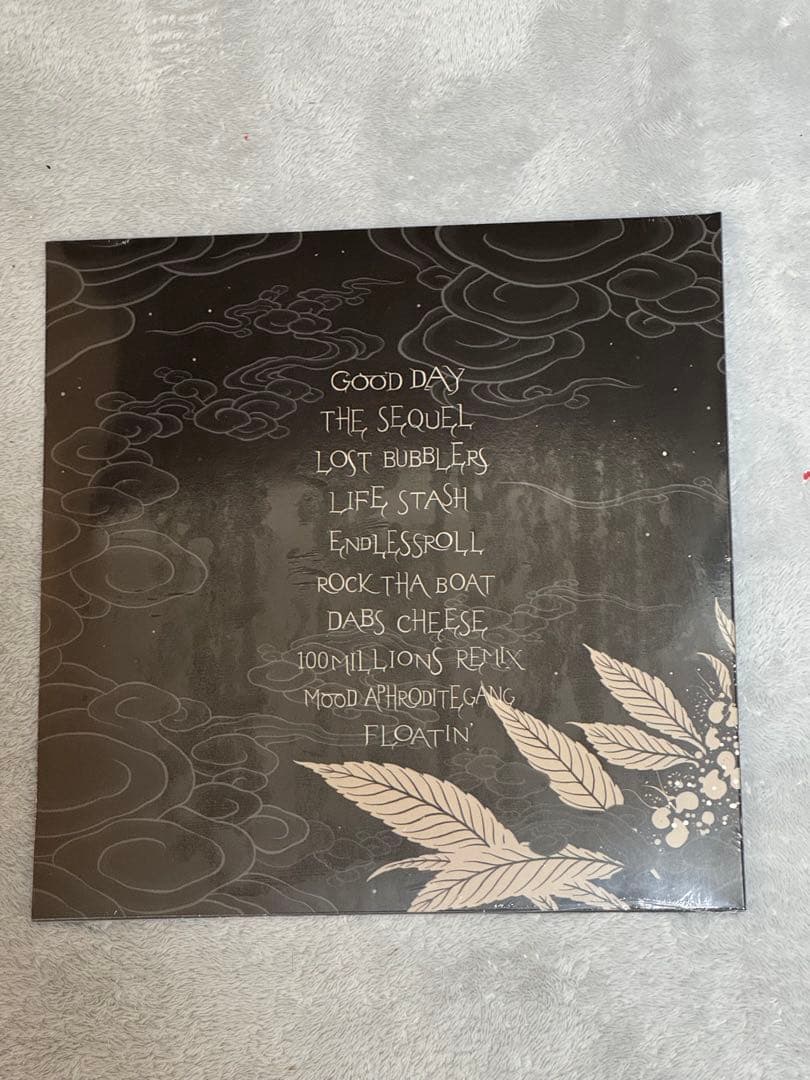 GOOD DAY
THE SEQUEL
LOST BUBBLERS
LIFE STASH
ENDLESSROLL
ROCK THA BOAT
DABS CHEESE
100MILLIONS REMIX
MOOD APHRODITEGANG
FLOATIN'